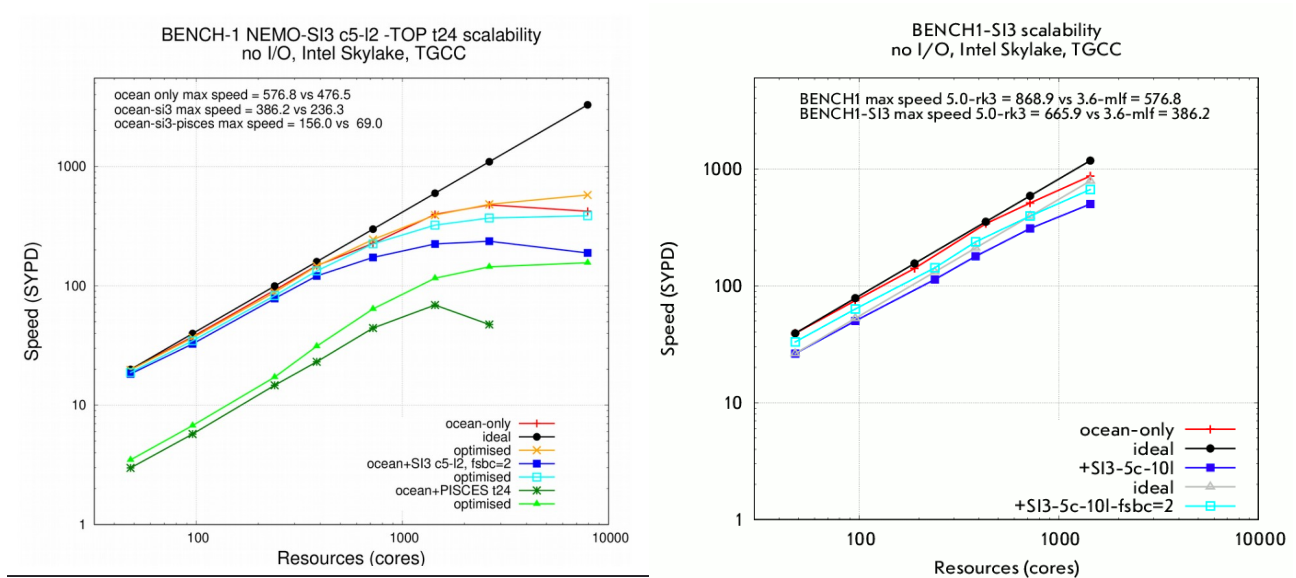 BENCH-1 NEMO-SI3 c5-l2 -TOP t24 scalability
no I/O, Intel Skylake, TGCC
ocean only max speed = 576.8 vs 476.5
ocean-si3 max speed = 386.2 vs 236.3
ocean-si3-pisces max speed = 156.0 vs 69.0
1000
100
10
1
Speed (SYPD)
ocean-only
ideal
optimised
ocean+SI3 c5-l2, fsbc=2
optimised
ocean+PISCES t24
optimised
100
1000
10000
Resources (cores)
BENCH1-SI3 scalability
no I/O, Intel Skylake, TGCC
BENCH1 max speed 5.0-rk3 = 868.9 vs 3.6-mlf = 576.8
BENCH1-SI3 max speed 5.0-rk3 = 665.9 vs 3.6-mlf = 386.2
1000
100
10
1
Speed (SYPD)
ocean-only
ideal
+SI3-5c-10l
ideal
+SI3-5c-10l-fsbc=2
100
1000
10000
Resources (cores)